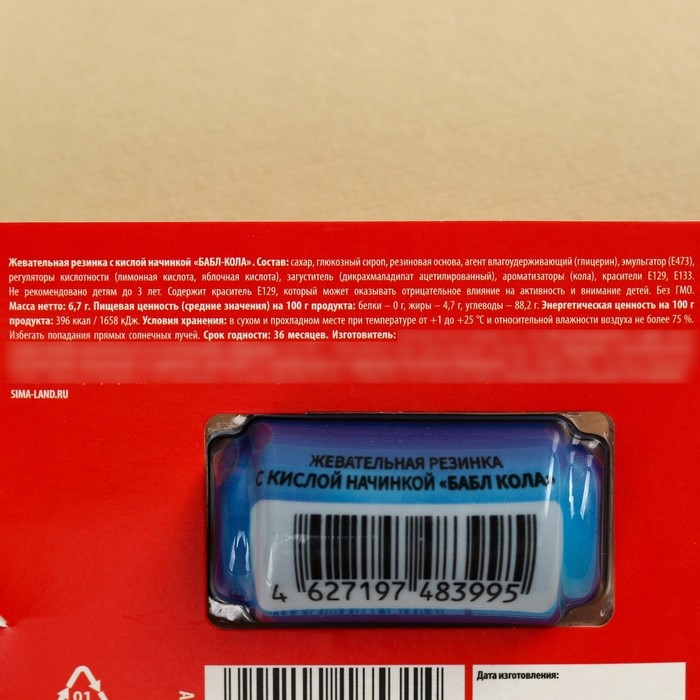 Жевательная резинка с кислой начинкой «БАБЛ-КОЛА». Состав: сахар, глюкозный сироп, резиновая основа, агент влагоудерживающий (глицерин), эмульгатор (Е473),
регуляторы кислотности (лимонная кислота, яблочная кислота), загуститель (дикрахмаладипат ацетилированный), ароматизаторы (кола), красители Е129, Е133.
Не рекомендовано детям до 3 лет. Содержит краситель Е129, который может оказывать отрицательное влияние на активность и внимание детей. Без ГМО.
Масса нетто: 6,7 г. Пищевая ценность (средние значения) на 100 г продукта: белки – 0 г, жиры – 4,7 г, углеводы – 88,2 г. Энергетическая ценность на 100 г
продукта: 396 ккал / 1658 кДж. Условия хранения: в сухом и прохладном месте при температуре от +1 до +25 °С и относительной влажности воздуха не более 75 %.
Избегать попадания прямых солнечных лучей. Срок годности: 36 месяцев. Изготовитель:
SIMA-LAND.RU
ЖЕВАТЕЛЬНАЯ РЕЗИНКА
С КИСЛОЙ НАЧИНКОЙ «БАБЛ КОЛА»
4 627197 483995
01
А
Дата изготовления: